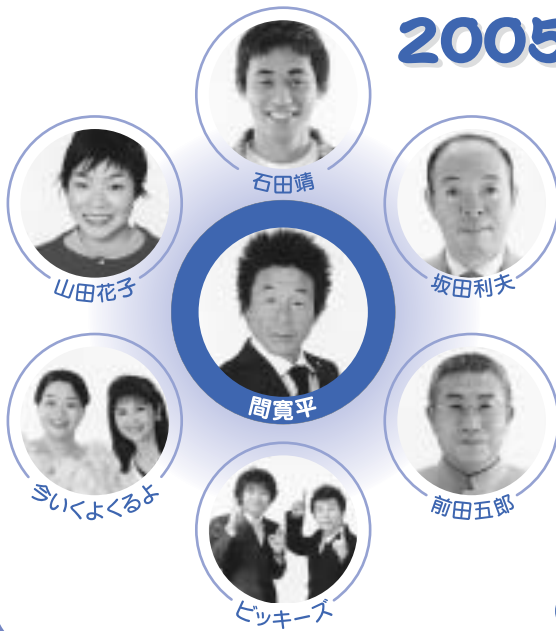 2005
石田靖
山田花子
坂田利夫
間寛平
今いくよくるよ
前田五郎
ビッキーズ